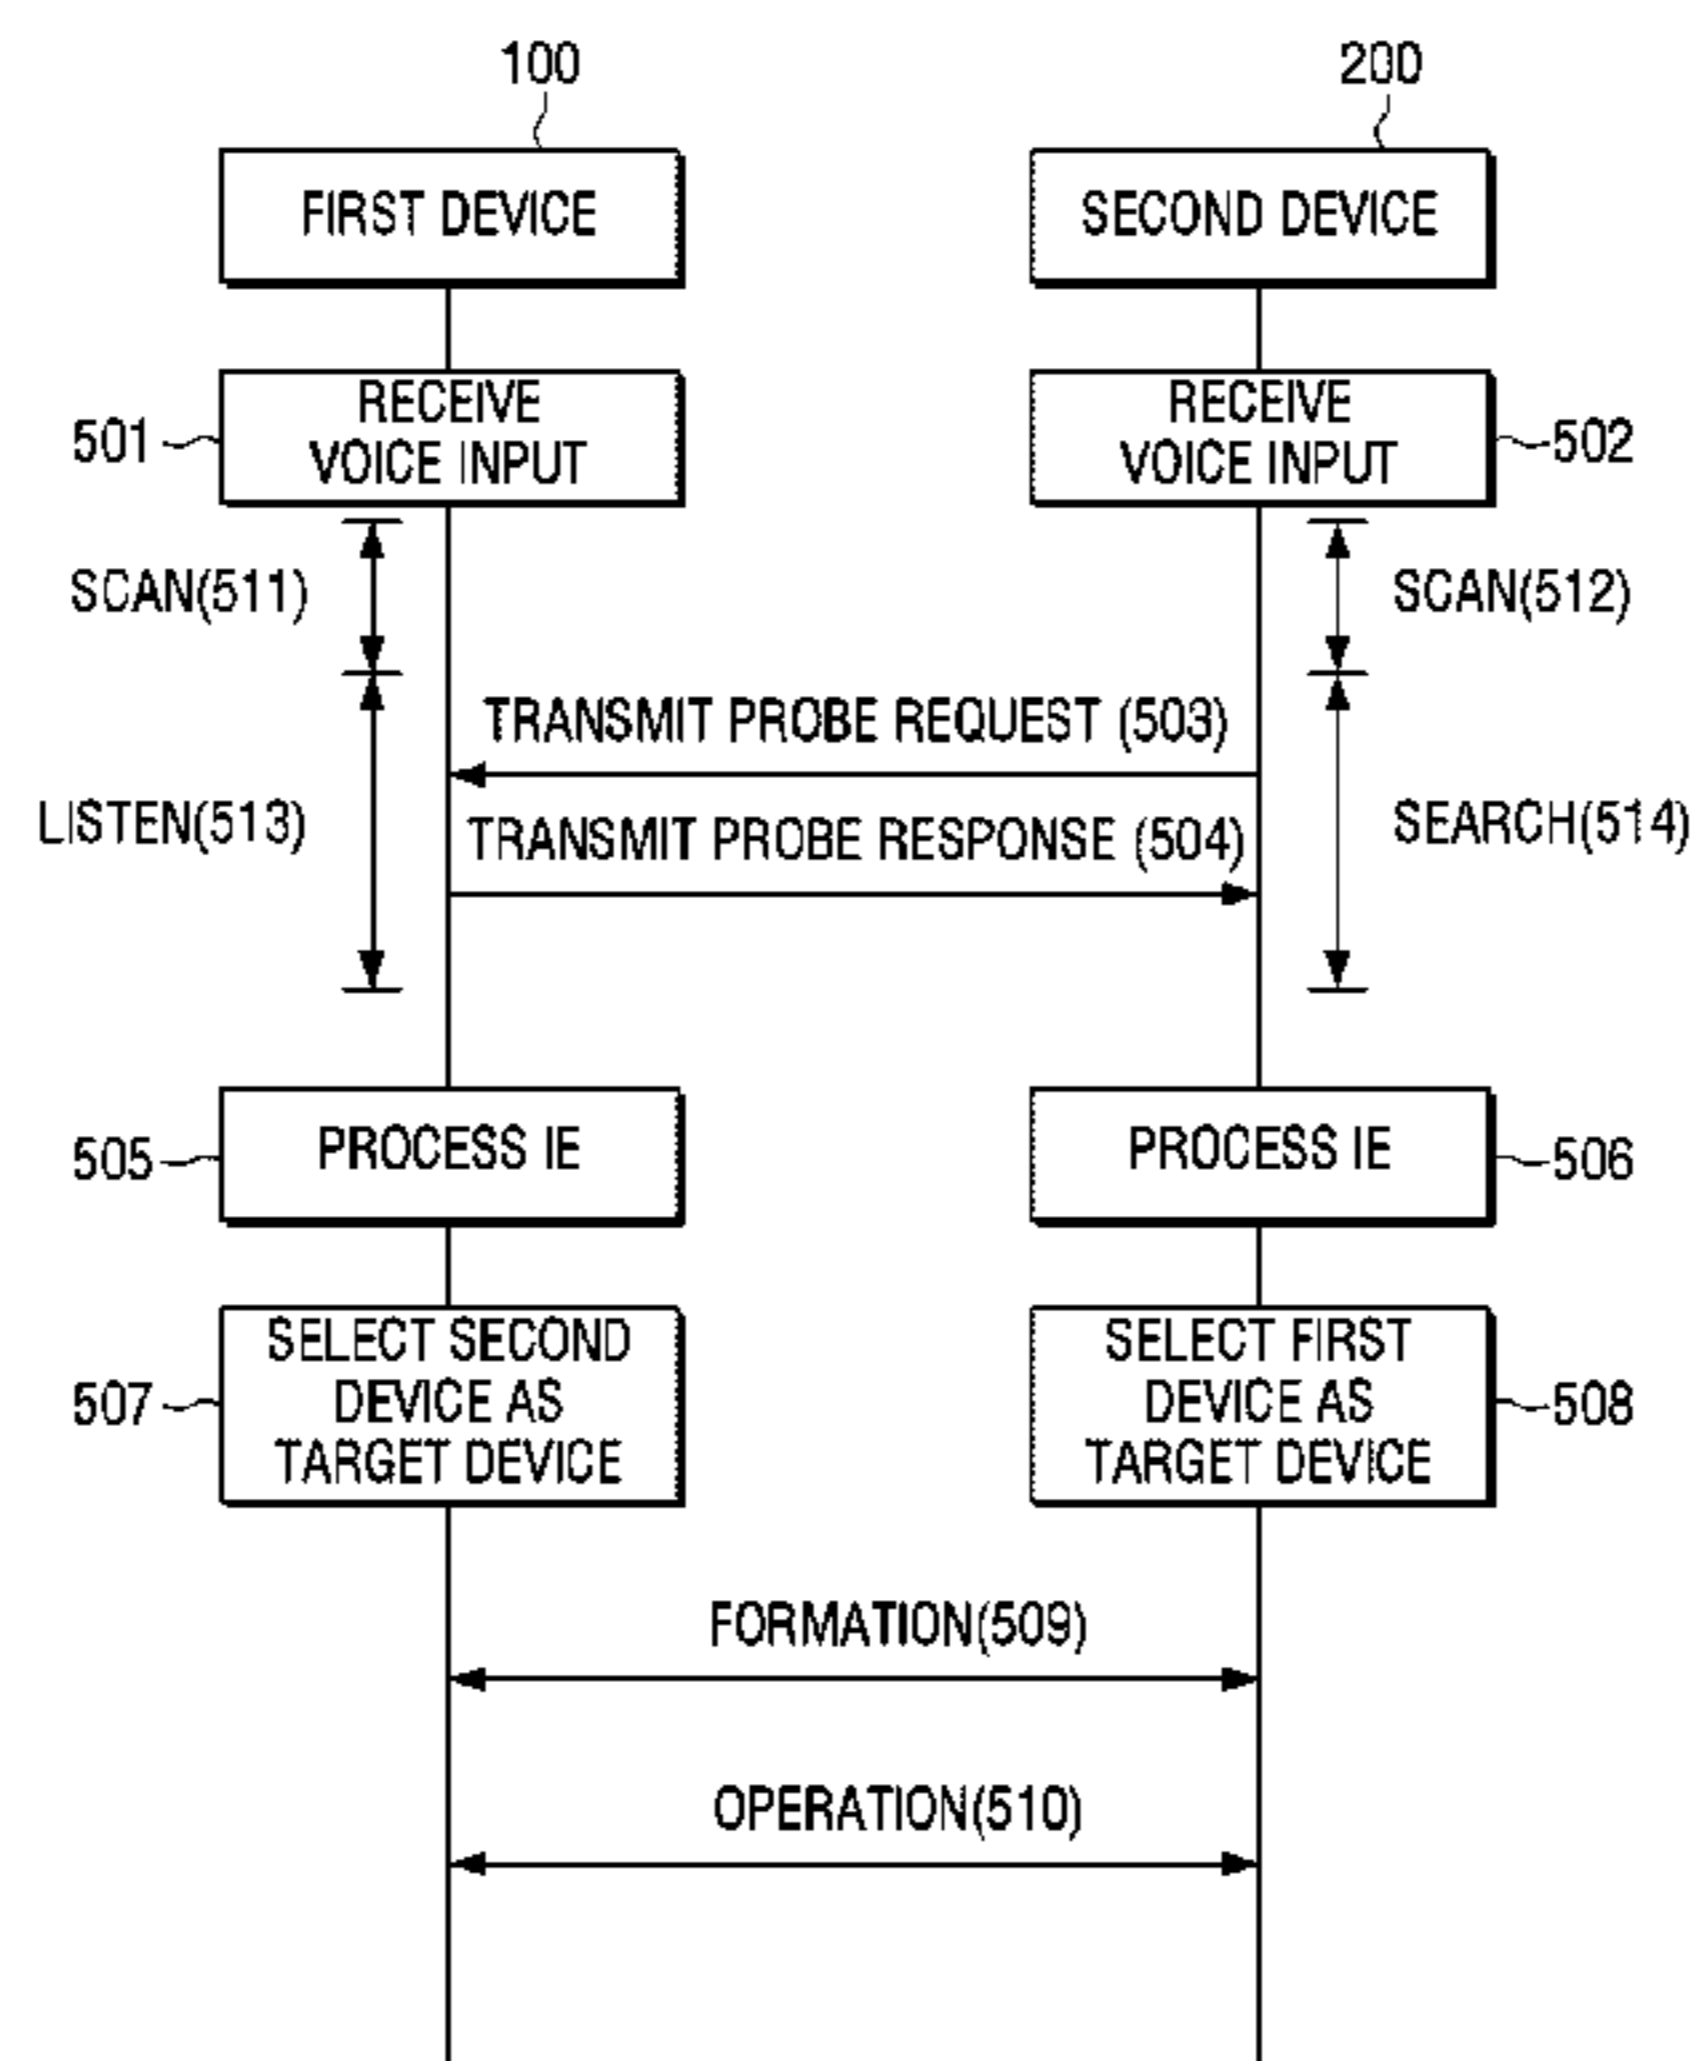 100
200
FIRST DEVICE
SECOND DEVICE
501
RECEIVE
VOICE INPUT
RECEIVE
VOICE INPUT
502
SCAN(511)
SCAN(512)
TRANSMIT PROBE REQUEST (503)
LISTEN(513)
TRANSMIT PROBE RESPONSE (504)
SEARCH(514)
505
PROCESS IE
PROCESS IE
506
507
SELECT SECOND
DEVICE AS
TARGET DEVICE
SELECT FIRST
DEVICE AS
TARGET DEVICE
508
FORMATION(509)
OPERATION(510)